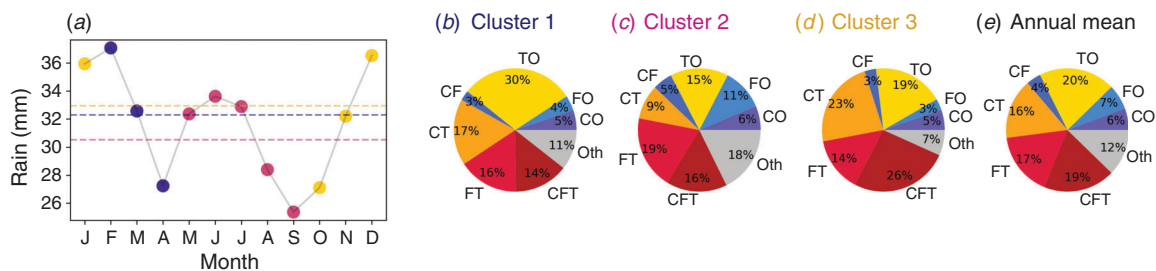 (a)
Rain (mm)
36
34
32
30
28
26
J F M A M J J A S O N D
Month
(b) Cluster 1
TO
30%
FO
4%
CO
5%
Oth
11%
CFT
14%
FT
16%
CT
17%
CF
3%
(c) Cluster 2
TO
15%
FO
11%
CO
6%
Oth
18%
CFT
16%
FT
19%
CT
9%
CF
5%
(d) Cluster 3
TO
19%
FO
3%
CO
5%
Oth
7%
CFT
26%
FT
14%
CT
23%
CF
3%
(e) Annual mean
TO
20%
FO
7%
CO
6%
Oth
12%
CFT
19%
FT
17%
CT
16%
CF
4%